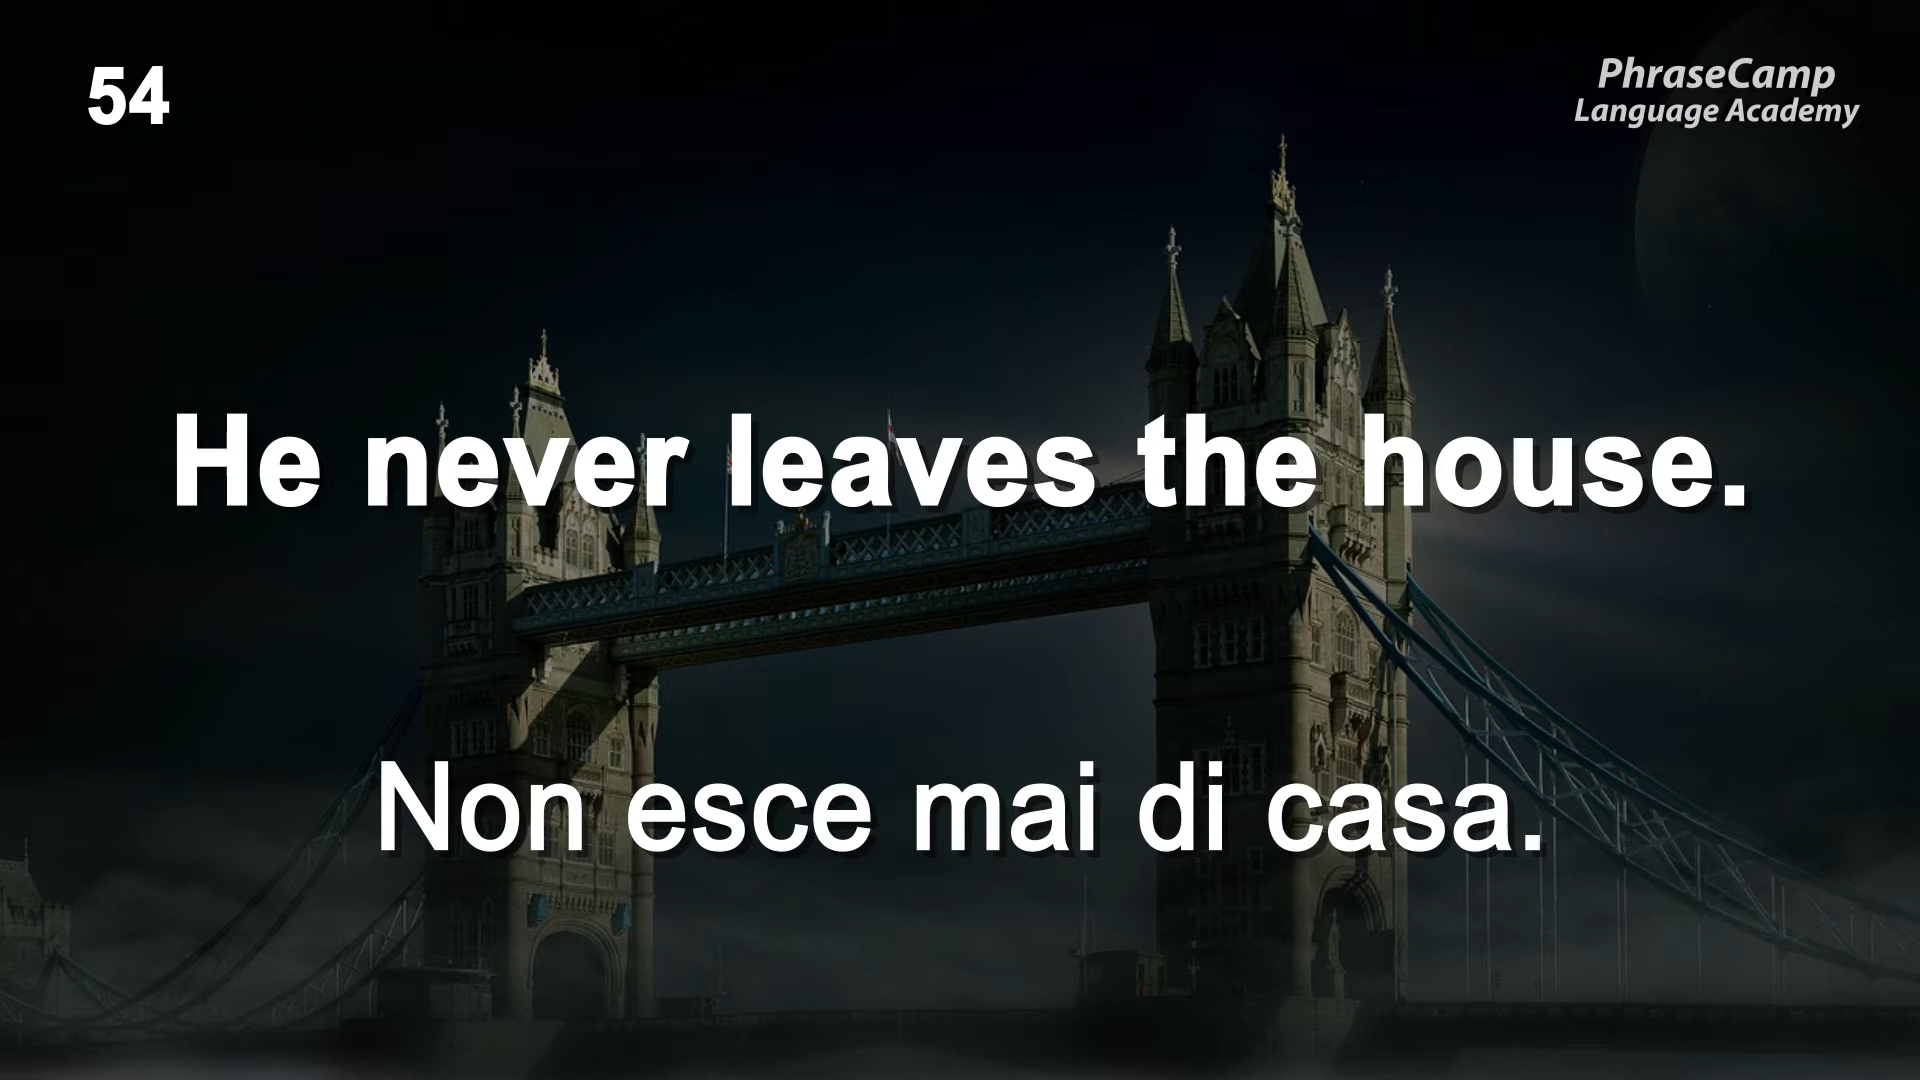 54
PhraseCamp
Language Academy
He never leaves the house.
Non esce mai di casa.